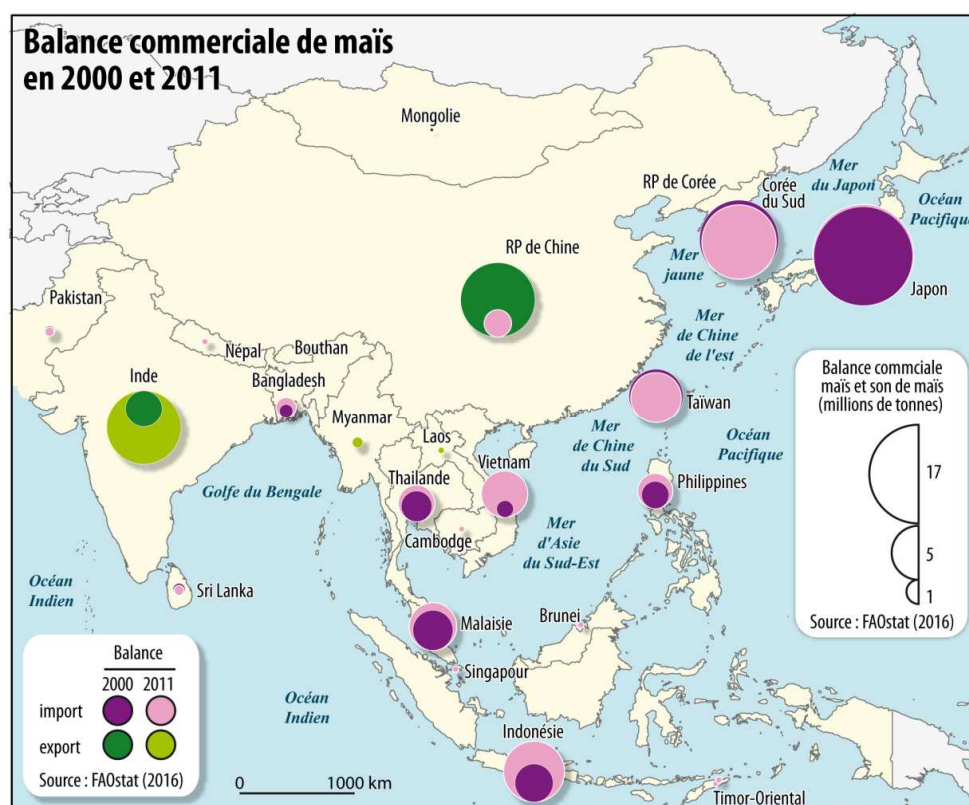 Balance commerciale de maïs
en 2000 et 2011
Mongolie
RP de Corée
Corée
du Sud
Mer
du Japon
Océan
Pacifique
RP de Chine
Mer
jaune
Japon
Pakistan
Népal
Bouthan
Mer
de Chine
de l'est
Inde
Bangladesh
Myanmar
Laos
Taïwan
Balance commciale
maïs et son de maïs
(millions de tonnes)
17
5
1
Source : FAOstat (2016)
Mer
de Chine
du Sud
Océan
Pacifique
Golfe du Bengale
Thailande
Vietnam
Philippines
Cambodge
Mer
d'Asie
du Sud-Est
Océan
Indien
Sri Lanka
Malaisie
Brunei
Singapour
Océan
Indien
Indonésie
Timor-Oriental
Balance
2000 2011
import
export
Source : FAOstat (2016)
0 1000 km